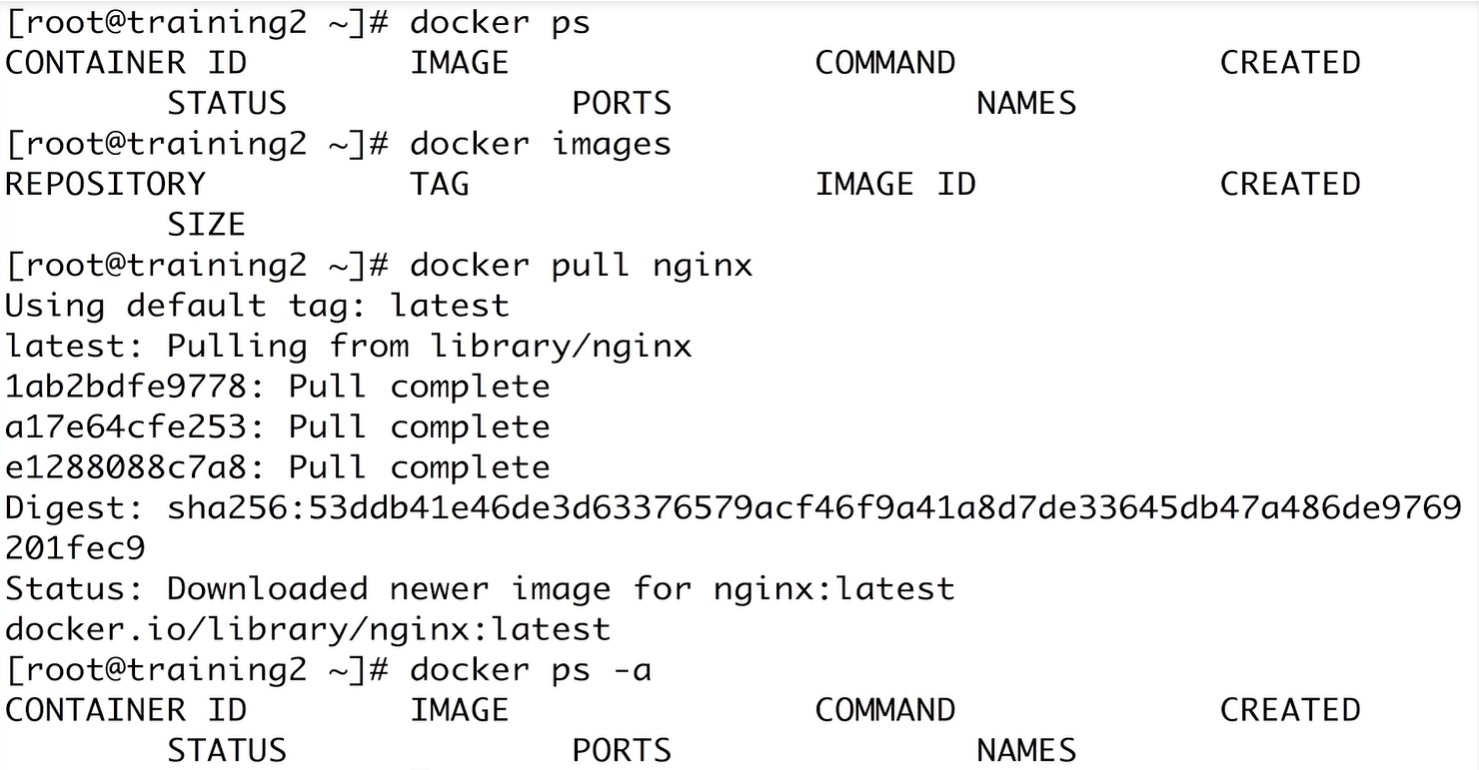 [root@training2 ~]# docker ps
CONTAINER ID        IMAGE               COMMAND             CREATED
        STATUS              PORTS               NAMES
[root@training2 ~]# docker images
REPOSITORY          TAG                 IMAGE ID            CREATED
        SIZE
[root@training2 ~]# docker pull nginx
Using default tag: latest
latest: Pulling from library/nginx
1ab2bdfe9778: Pull complete
a17e64cfe253: Pull complete
e1288088c7a8: Pull complete
Digest: sha256:53ddb41e46de3d63376579acf46f9a41a8d7de33645db47a486de9769
201fec9
Status: Downloaded newer image for nginx:latest
docker.io/library/nginx:latest
[root@training2 ~]# docker ps -a
CONTAINER ID        IMAGE               COMMAND             CREATED
        STATUS              PORTS               NAMES